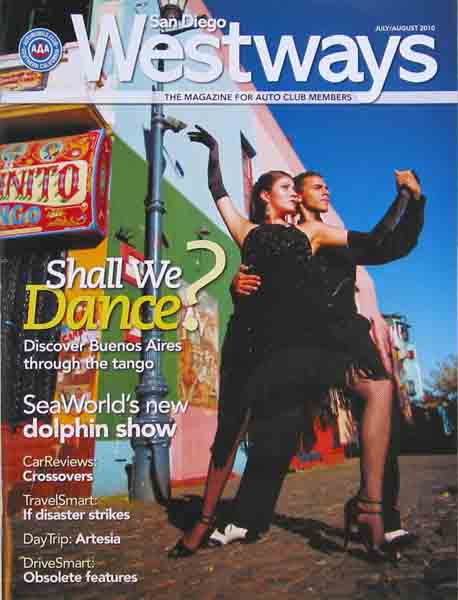 San Diego
JULY/AUGUST 2010
AAA
Westways
THE MAGAZINE FOR AUTO CLUB MEMBERS
NITO
NGO
Shall We
Dance?
Discover Buenos Aires
through the tango
SeaWorld's new
dolphin show
CarReviews:
Crossovers
TravelSmart:
If disaster strikes
DayTrip: Artesia
DriveSmart:
Obsolete features